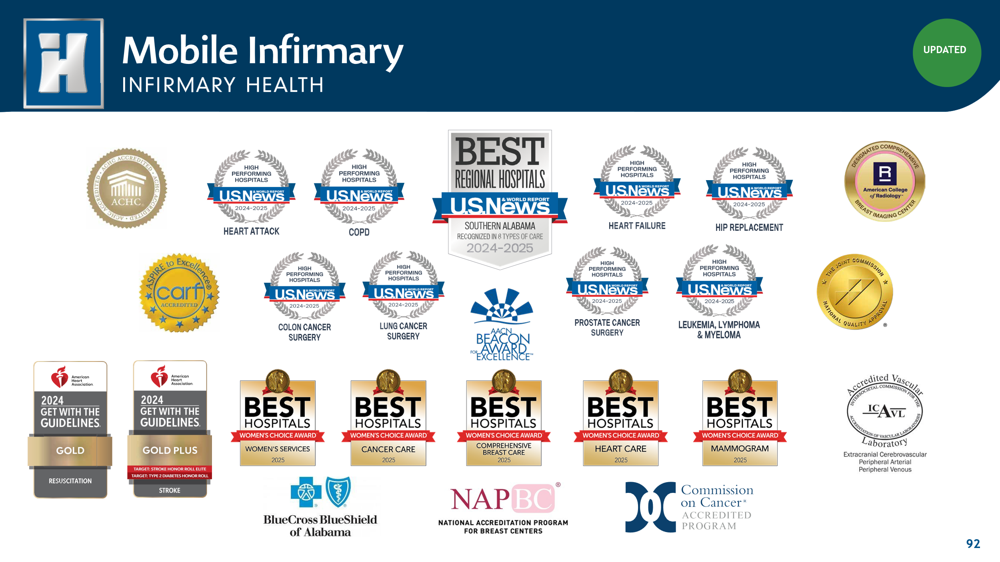 Mobile Infirmary
INFIRMARY HEALTH
UPDATED
ACHC ACCREDITED • ACHC ACCREDITED • ACHC ACCREDITED • ACHC ACCREDITED •
ACHC
HIGH
PERFORMING
HOSPITALS
U.S.News
& WORLD REPORT
2024-2025
HEART ATTACK
HIGH
PERFORMING
HOSPITALS
U.S.News
& WORLD REPORT
2024-2025
COPD
BEST
REGIONAL HOSPITALS
U.S.News
& WORLD REPORT
SOUTHERN ALABAMA
RECOGNIZED IN 8 TYPES OF CARE
2024-2025
HIGH
PERFORMING
HOSPITALS
U.S.News
& WORLD REPORT
2024-2025
HEART FAILURE
HIGH
PERFORMING
HOSPITALS
U.S.News
& WORLD REPORT
2024-2025
HIP REPLACEMENT
DESIGNATED COMPREHENSIVE
R
American College
of Radiology™
BREAST IMAGING CENTER
ASPIRE to Excellence®
carf
ACCREDITED
HIGH
PERFORMING
HOSPITALS
U.S.News
& WORLD REPORT
2024-2025
COLON CANCER
SURGERY
HIGH
PERFORMING
HOSPITALS
U.S.News
& WORLD REPORT
2024-2025
LUNG CANCER
SURGERY
AACN
BEACON
AWARD
FOR EXCELLENCE™
HIGH
PERFORMING
HOSPITALS
U.S.News
& WORLD REPORT
2024-2025
PROSTATE CANCER
SURGERY
HIGH
PERFORMING
HOSPITALS
U.S.News
& WORLD REPORT
2024-2025
LEUKEMIA, LYMPHOMA
& MYELOMA
THE JOINT COMMISSION
NATIONAL QUALITY APPROVAL
®
American
Heart
Association.
2024
GET WITH THE
GUIDELINES.
GOLD
RESUSCITATION
American
Heart
Association.
2024
GET WITH THE
GUIDELINES.
GOLD PLUS
TARGET: STROKE HONOR ROLL ELITE
TARGET: TYPE 2 DIABETES HONOR ROLL
STROKE
BEST
HOSPITALS
WOMEN'S CHOICE AWARD
WOMEN'S SERVICES
2025
BEST
HOSPITALS
WOMEN'S CHOICE AWARD
CANCER CARE
2025
BEST
HOSPITALS
WOMEN'S CHOICE AWARD
COMPREHENSIVE
BREAST CARE
2025
BEST
HOSPITALS
WOMEN'S CHOICE AWARD
HEART CARE
2025
BEST
HOSPITALS
WOMEN'S CHOICE AWARD
MAMMOGRAM
2025
Accredited Vascular
INTERSOCIETAL COMMISSION FOR THE
ICAVL
ACCREDITATION OF VASCULAR LABORATORIES
Laboratory
Extracranial Cerebrovascular
Peripheral Arterial
Peripheral Venous
BlueCross BlueShield
of Alabama
NAPBC®
NATIONAL ACCREDITATION PROGRAM
FOR BREAST CENTERS
Commission
on Cancer®
ACCREDITED
PROGRAM
92